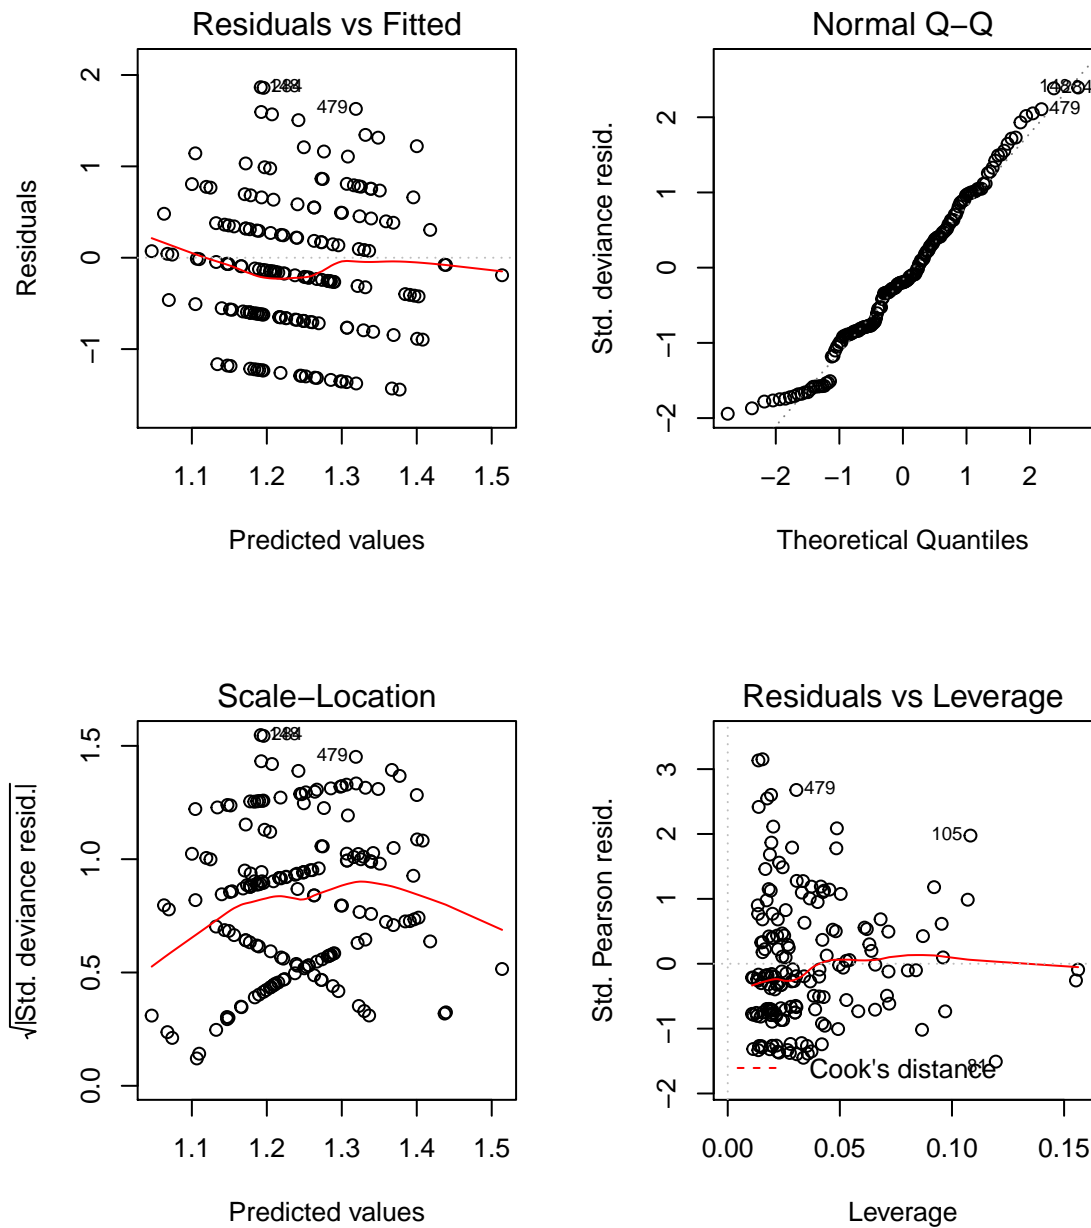 Residuals vs Fitted
Residuals
2
1
0
−1
479
1.1 1.2 1.3 1.4 1.5
Predicted values
Normal Q−Q
Std. deviance resid.
2
1
0
−1
−2
479
−2 −1 0 1 2
Theoretical Quantiles
Scale−Location
√|Std. deviance resid.|
1.5
1.0
0.5
0.0
479
1.1 1.2 1.3 1.4 1.5
Predicted values
Residuals vs Leverage
Std. Pearson resid.
3
2
1
0
−1
−2
479
105
81
Cook's distance
0.00 0.05 0.10 0.15
Leverage